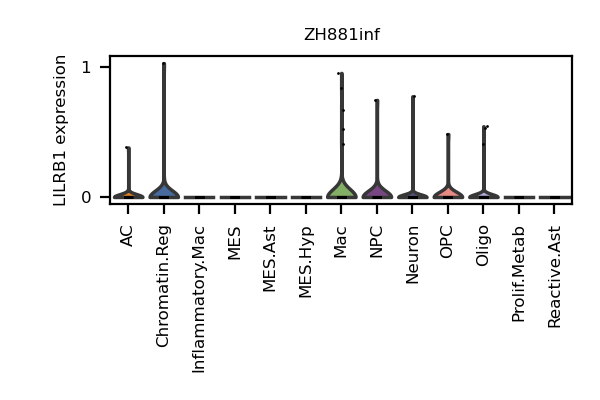 ZH881inf
LILRB1 expression
1
0
AC
Chromatin.Reg
Inflammatory.Mac
MES
MES.Ast
MES.Hyp
Mac
NPC
Neuron
OPC
Oligo
Prolif.Metab
Reactive.Ast